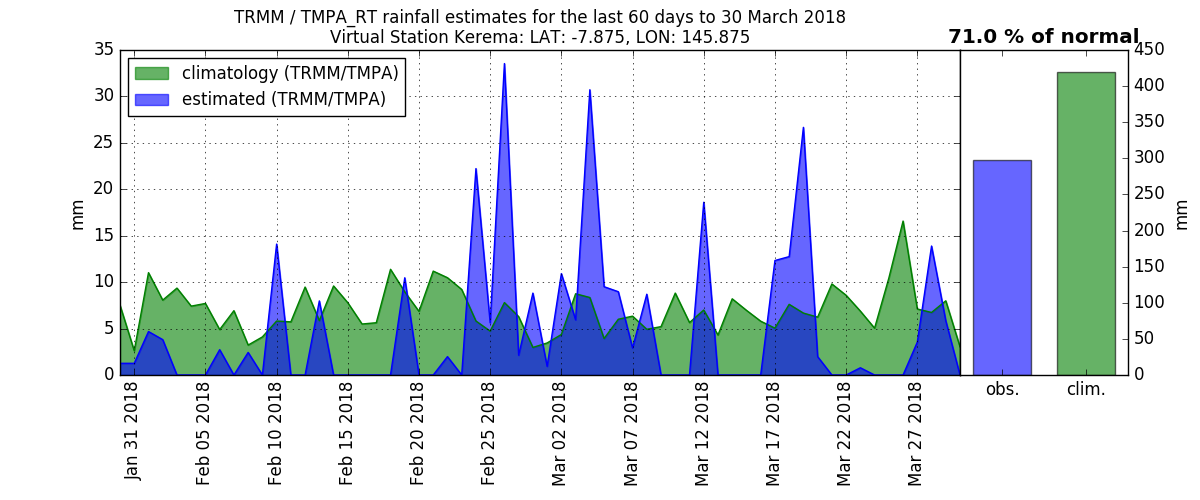 TRMM / TMPA_RT rainfall estimates for the last 60 days to 30 March 2018
Virtual Station Kerema: LAT: -7.875, LON: 145.875
71.0 % of normal
climatology (TRMM/TMPA)
estimated (TRMM/TMPA)
35
30
25
20
15
10
5
0
mm
Jan 31 2018
Feb 05 2018
Feb 10 2018
Feb 15 2018
Feb 20 2018
Feb 25 2018
Mar 02 2018
Mar 07 2018
Mar 12 2018
Mar 17 2018
Mar 22 2018
Mar 27 2018
450
400
350
300
250
200
150
100
50
0
mm
obs.
clim.